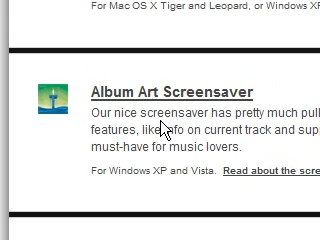 For Mac OS X Tiger and Leopard, or Windows XP
Album Art Screensaver
Our nice screensaver has pretty much pull
features, like info on current track and supp
must-have for music lovers.
For Windows XP and Vista. Read about the scre